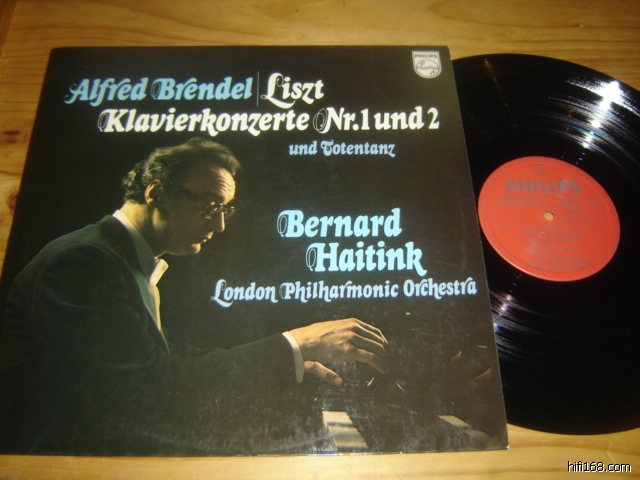 PHILIPS
Alfred Brendel | Liszt
Klavierkonzerte Nr.1 und 2
und Totentanz
Bernard
Haitink
London Philharmonic Orchestra
PHILIPS
hifi168.com